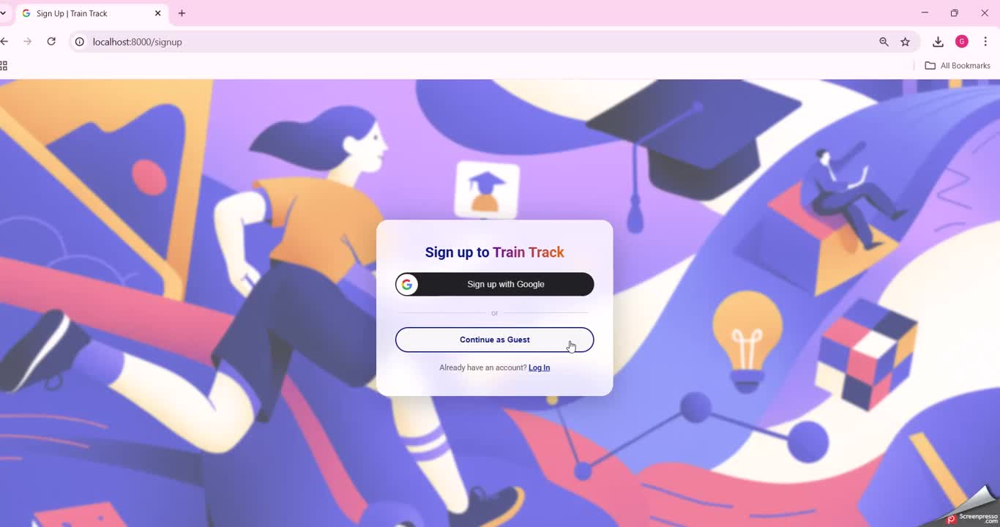 Sign Up | Train Track
localhost:8000/signup
G
All Bookmarks
Sign up to Train Track
G
Sign up with Google
or
Continue as Guest
Already have an account? Log In
Screenpresso
.com